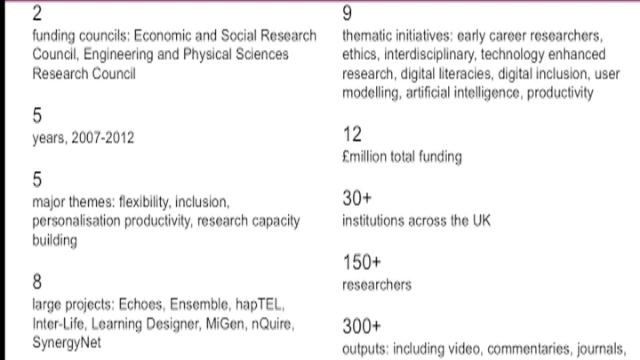 2
funding councils: Economic and Social Research
Council, Engineering and Physical Sciences
Research Council
5
years, 2007-2012
5
major themes: flexibility, inclusion,
personalisation productivity, research capacity
building
8
large projects: Echoes, Ensemble, hapTEL,
Inter-Life, Learning Designer, MiGen, nQuire,
SynergyNet
9
thematic initiatives: early career researchers,
ethics, interdisciplinary, technology enhanced
research, digital literacies, digital inclusion, user
modelling, artificial intelligence, productivity
12
£million total funding
30+
institutions across the UK
150+
researchers
300+
outputs: including video, commentaries, journals,